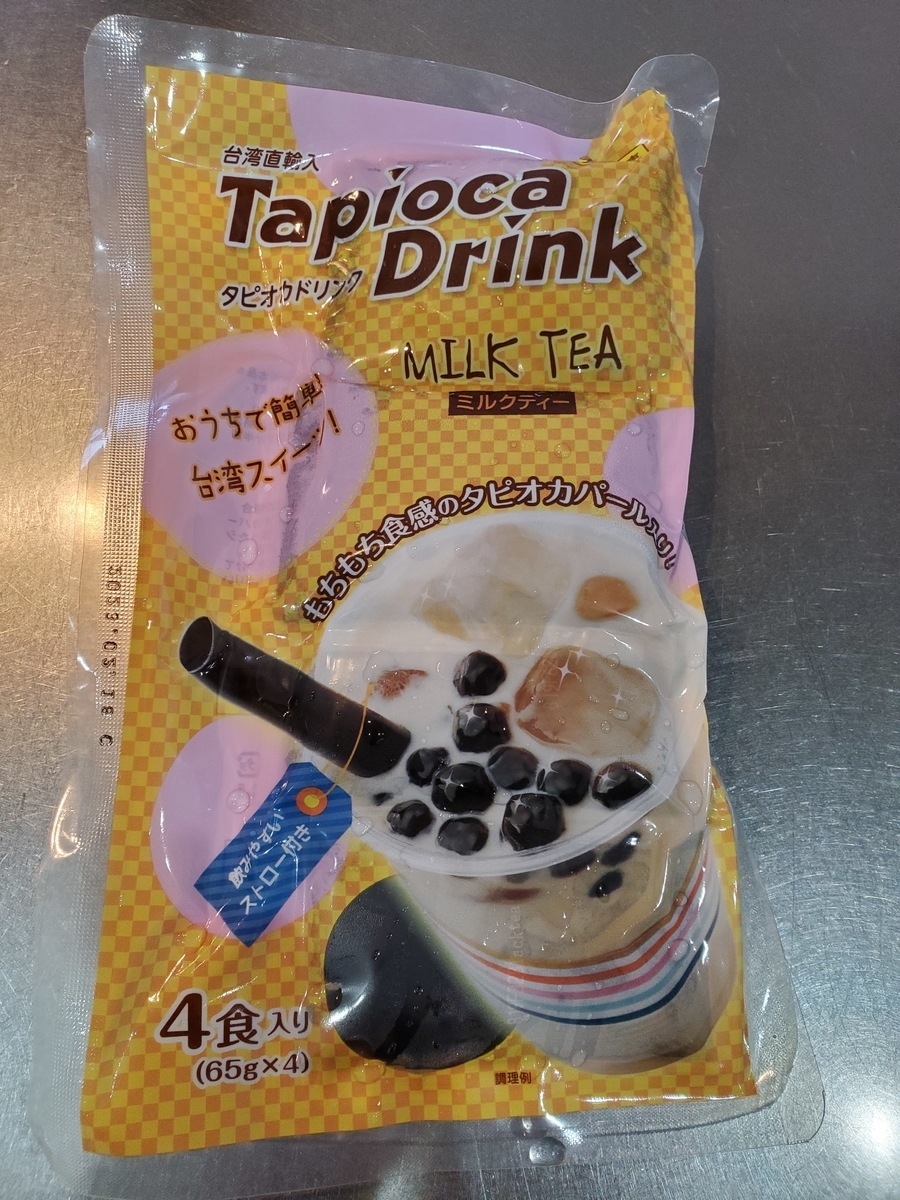 台湾直輸入
Tapioca
Drink
タピオカドリンク
MILK TEA
ミルクティー
おうちで簡単!
台湾スイーツ!
もちもち食感のタピオカパール入り!
飲みやすい
ストロー付き
4食入り
(65g×4)
調理例